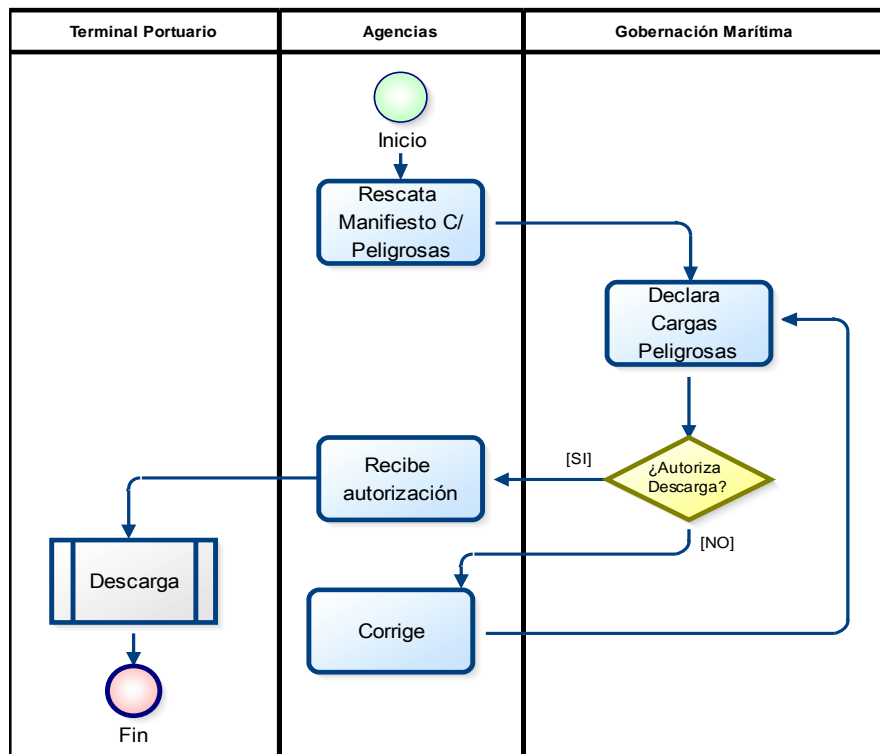 Terminal Portuario
Agencias
Gobernación Marítima
Inicio
Rescata
Manifiesto C/
Peligrosas
Declara
Cargas
Peligrosas
¿Autoriza
Descarga?
[SI]
[NO]
Recibe
autorización
Descarga
Corrige
Fin